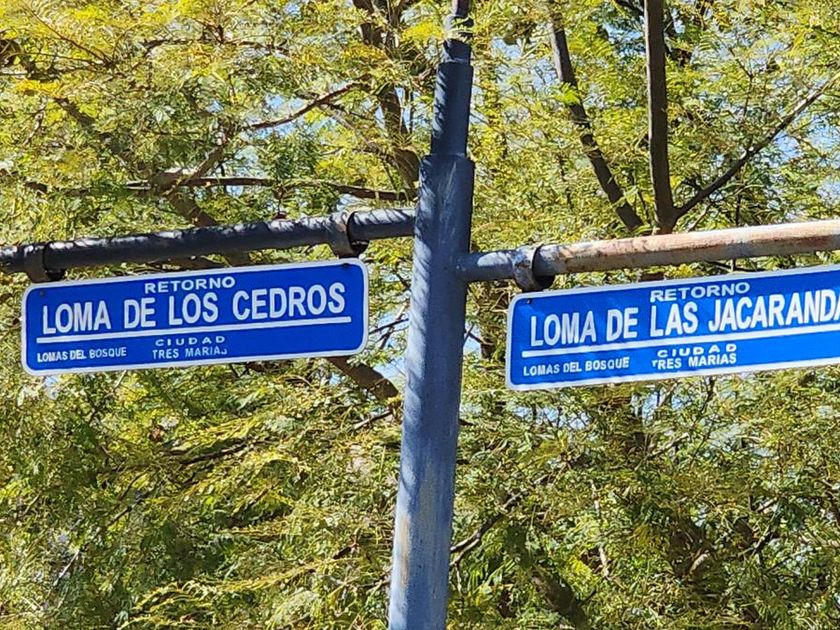 RETORNO
LOMA DE LOS CEDROS
LOMAS DEL BOSQUE
CIUDAD
TRES MARIAS
RETORNO
LOMA DE LAS JACARANDA
LOMAS DEL BOSQUE
CIUDAD
TRES MARIAS